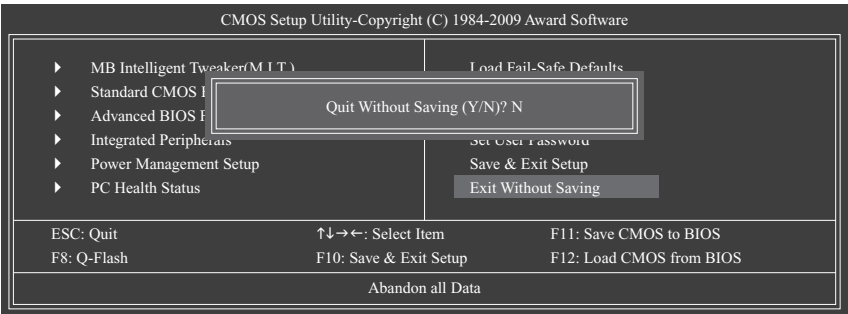 CMOS Setup Utility-Copyright (C) 1984-2009 Award Software
MB Intelligent Tweaker(M.I.T.)
Standard CMOS
Advanced BIOS
Integrated Peripherals
Power Management Setup
PC Health Status
Load Fail-Safe Defaults
Set User Password
Save & Exit Setup
Exit Without Saving
Quit Without Saving (Y/N)? N
ESC: Quit
↑↓→←: Select Item
F11: Save CMOS to BIOS
F8: Q-Flash
F10: Save & Exit Setup
F12: Load CMOS from BIOS
Abandon all Data